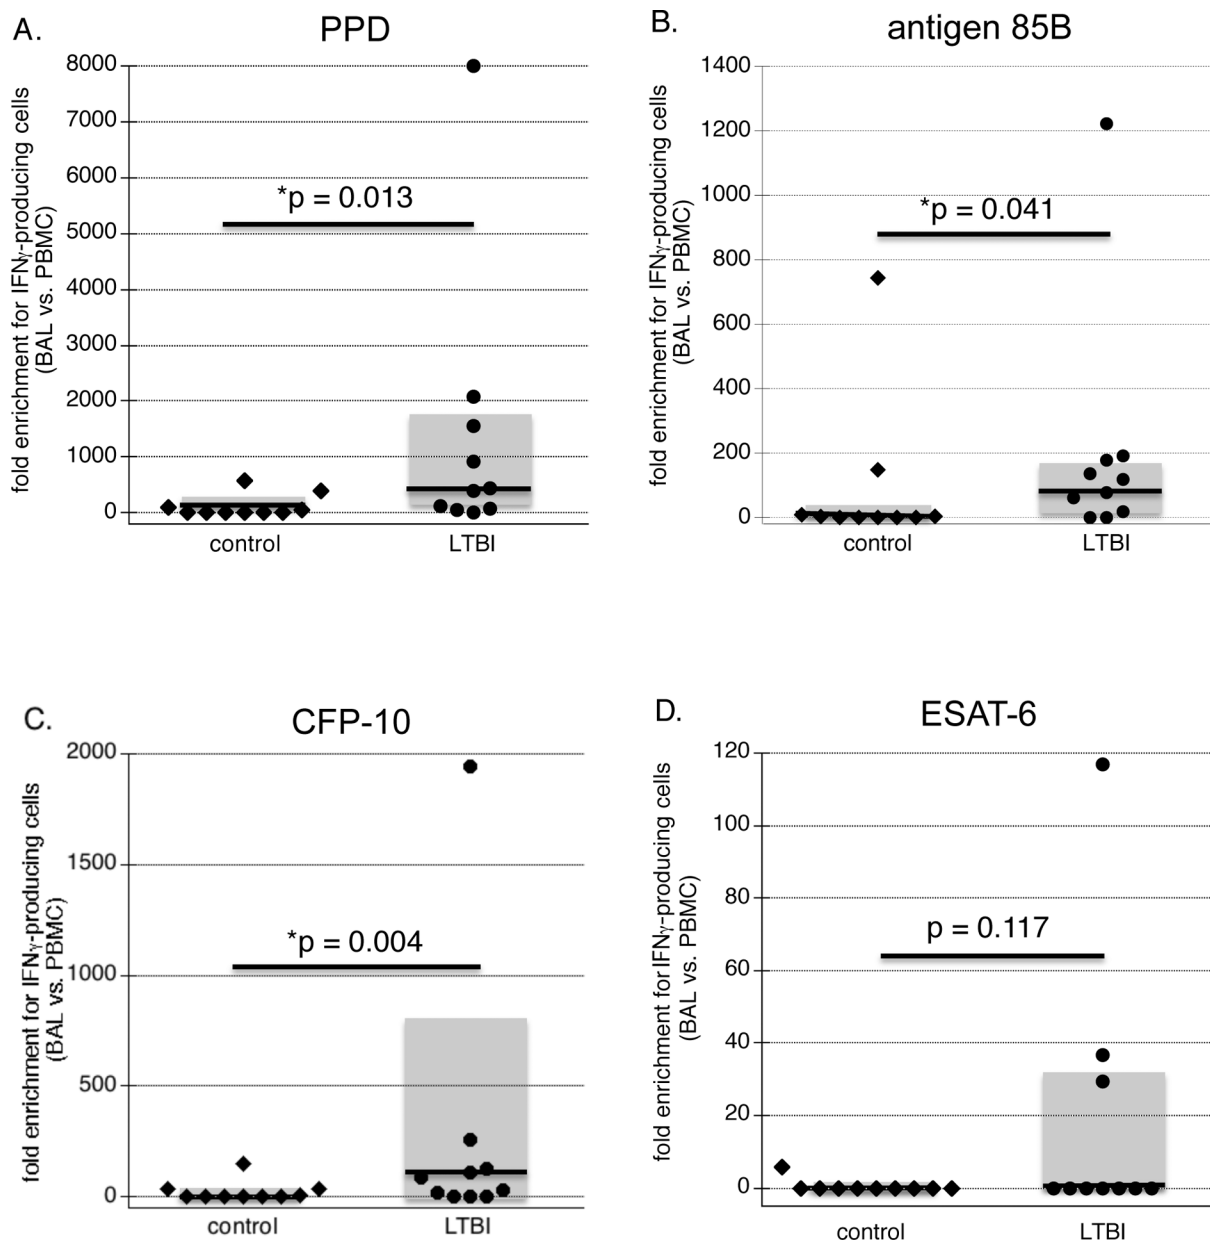 A.
PPD
fold enrichment for IFNγ-producing cells
(BAL vs. PBMC)
8000
7000
6000
5000
4000
3000
2000
1000
0
*p = 0.013
control
LTBI
B.
antigen 85B
fold enrichment for IFNγ-producing cells
(BAL vs. PBMC)
1400
1200
1000
800
600
400
200
0
*p = 0.041
control
LTBI
C.
CFP-10
fold enrichment for IFNγ-producing cells
(BAL vs. PBMC)
2000
1500
1000
500
0
*p = 0.004
control
LTBI
D.
ESAT-6
fold enrichment for IFNγ-producing cells
(BAL vs. PBMC)
120
100
80
60
40
20
0
p = 0.117
control
LTBI